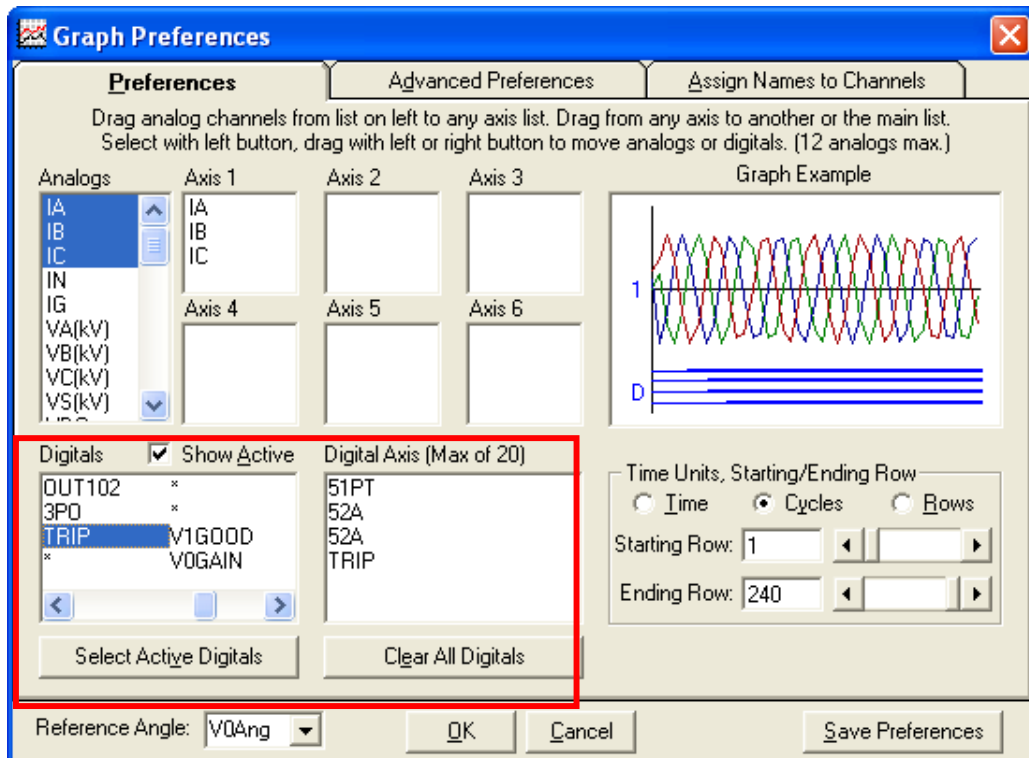 Graph Preferences
Preferences
Advanced Preferences
Assign Names to Channels
Drag analog channels from list on left to any axis list. Drag from any axis to another or the main list.
Select with left button, drag with left or right button to move analogs or digitals. (12 analogs max.)
Analogs
IA
IB
IC
IN
IG
VA(kV)
VB(kV)
VC(kV)
VS(kV)
Axis 1
IA
IB
IC
Axis 2
Axis 3
Axis 4
Axis 5
Axis 6
Graph Example
1
D
Digitals
Show Active
OUT102 *
3PO *
TRIP V1GOOD
* V0GAIN
Select Active Digitals
Digital Axis (Max of 20)
51PT
52A
52A
TRIP
Clear All Digitals
Time Units, Starting/Ending Row
Time Cycles Rows
Starting Row: 1
Ending Row: 240
Reference Angle: V0Ang
OK
Cancel
Save Preferences